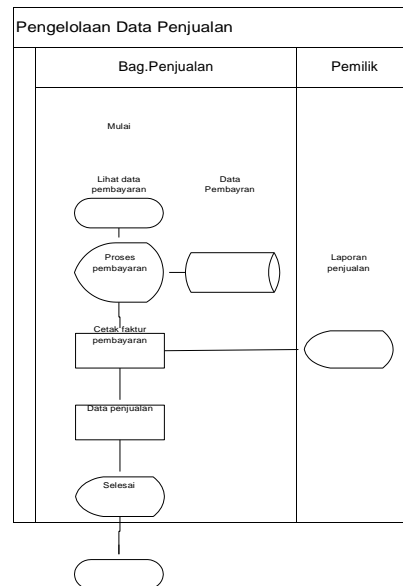 Pengelolaan Data Penjualan
Bag.Penjualan
Pemilik
Mulai
Lihat data
pembayaran
Data
Pembayran
Proses
pembayaran
Laporan
penjualan
Cetak faktur
pembayaran
Data penjualan
Selesai